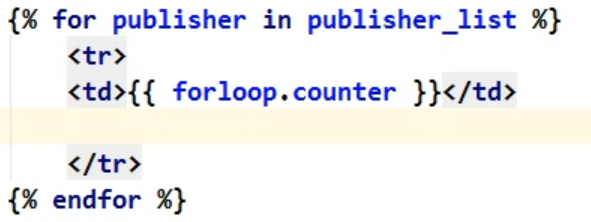 {% for publisher in publisher_list %}
<tr>
<td>{{ forloop.counter }}</td>
</tr>
{% endfor %}